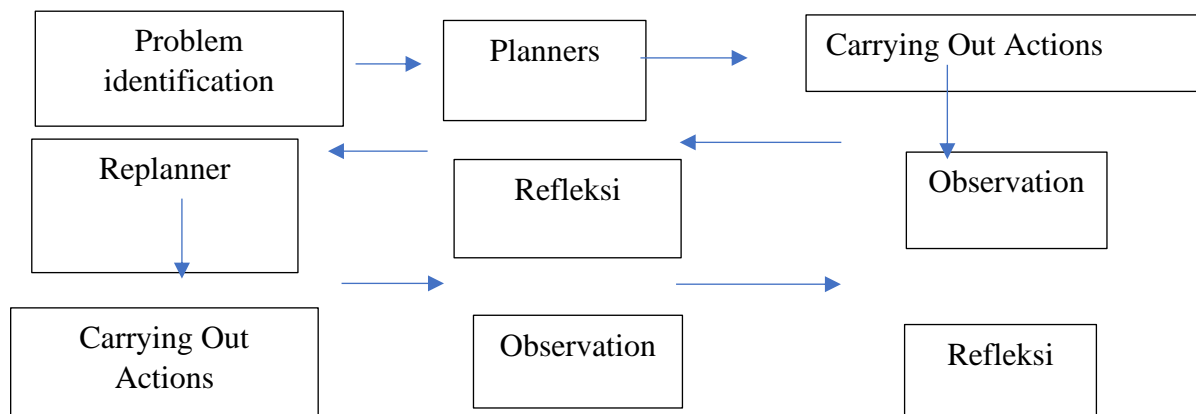 Problem
identification
Planners
Carrying Out Actions
Replanner
Refleksi
Observation
Carrying Out
Actions
Observation
Refleksi